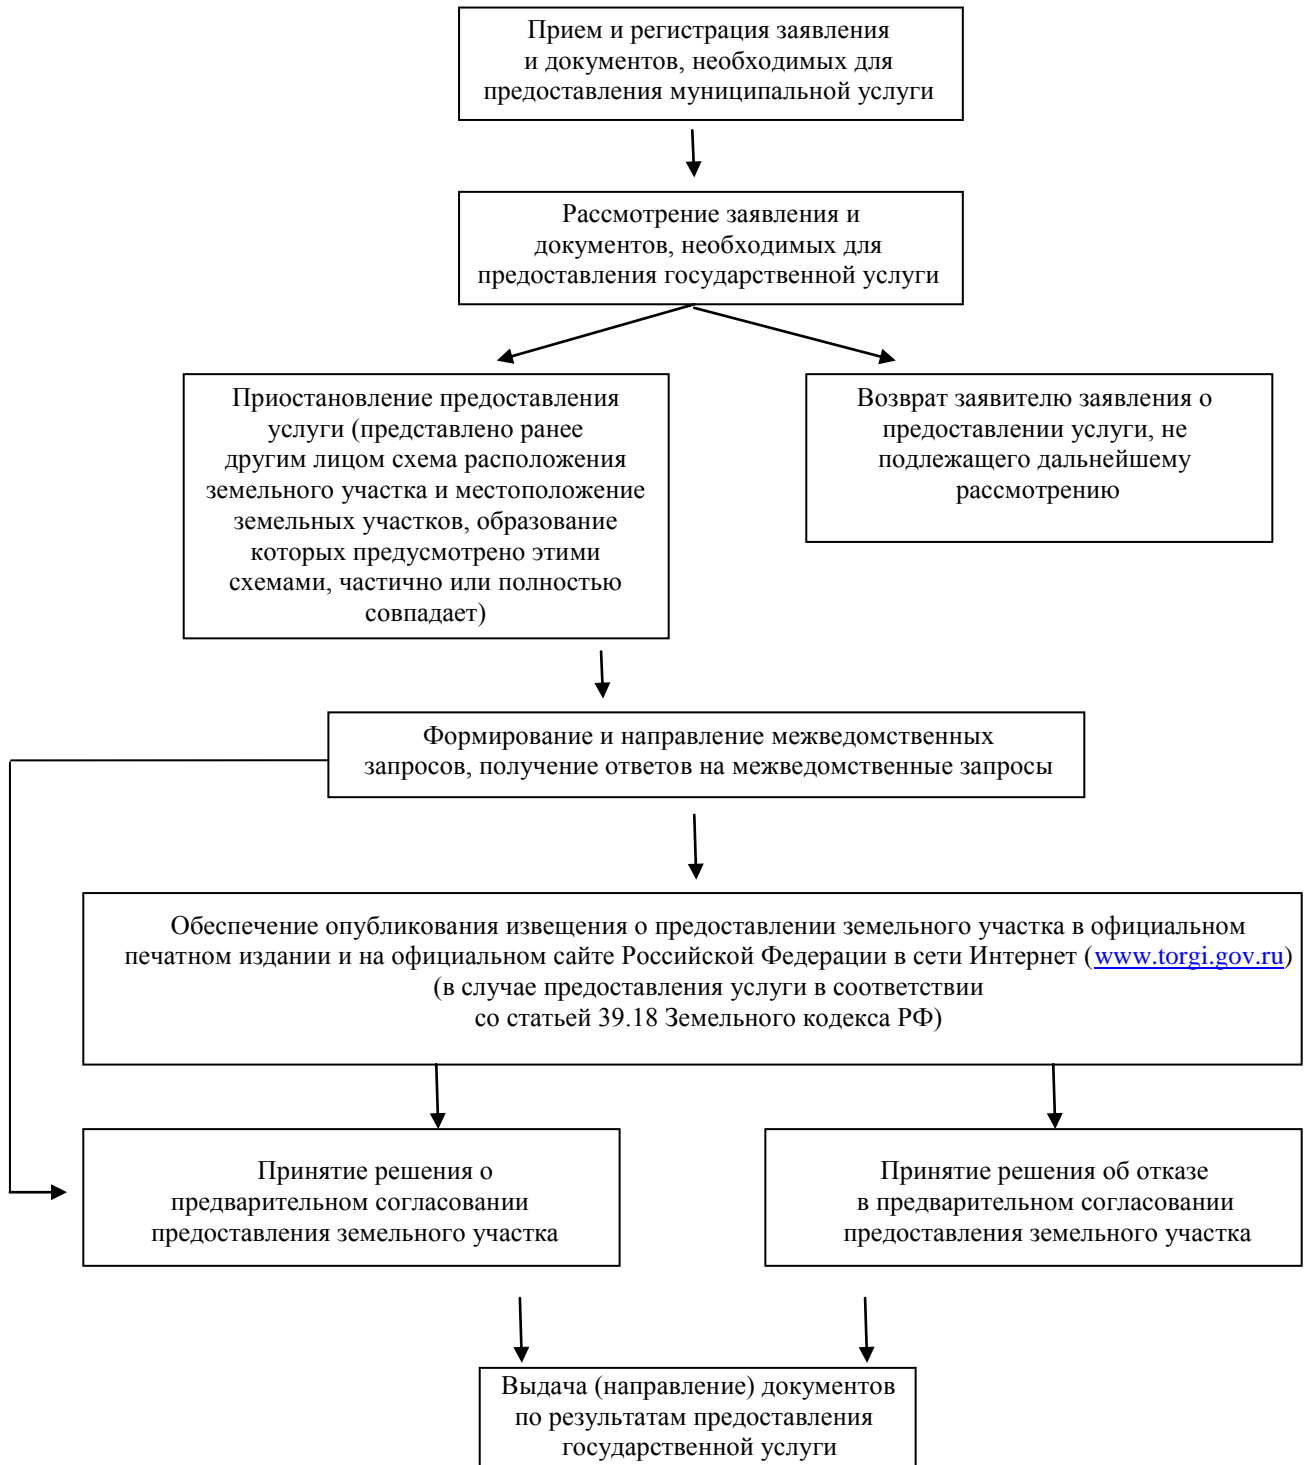 Прием и регистрация заявления
и документов, необходимых для
предоставления муниципальной услуги
Рассмотрение заявления и
документов, необходимых для
предоставления государственной услуги
Приостановление предоставления
услуги (представлено ранее
другим лицом схема расположения
земельного участка и местоположение
земельных участков, образование
которых предусмотрено этими
схемами, частично или полностью
совпадает)
Возврат заявителю заявления о
предоставлении услуги, не
подлежащего дальнейшему
рассмотрению
Формирование и направление межведомственных
запросов, получение ответов на межведомственные запросы
Обеспечение опубликования извещения о предоставлении земельного участка в официальном
печатном издании и на официальном сайте Российской Федерации в сети Интернет (www.torgi.gov.ru)
(в случае предоставления услуги в соответствии
со статьей 39.18 Земельного кодекса РФ)
Принятие решения о
предварительном согласовании
предоставления земельного участка
Принятие решения об отказе
в предварительном согласовании
предоставления земельного участка
Выдача (направление) документов
по результатам предоставления
государственной услуги